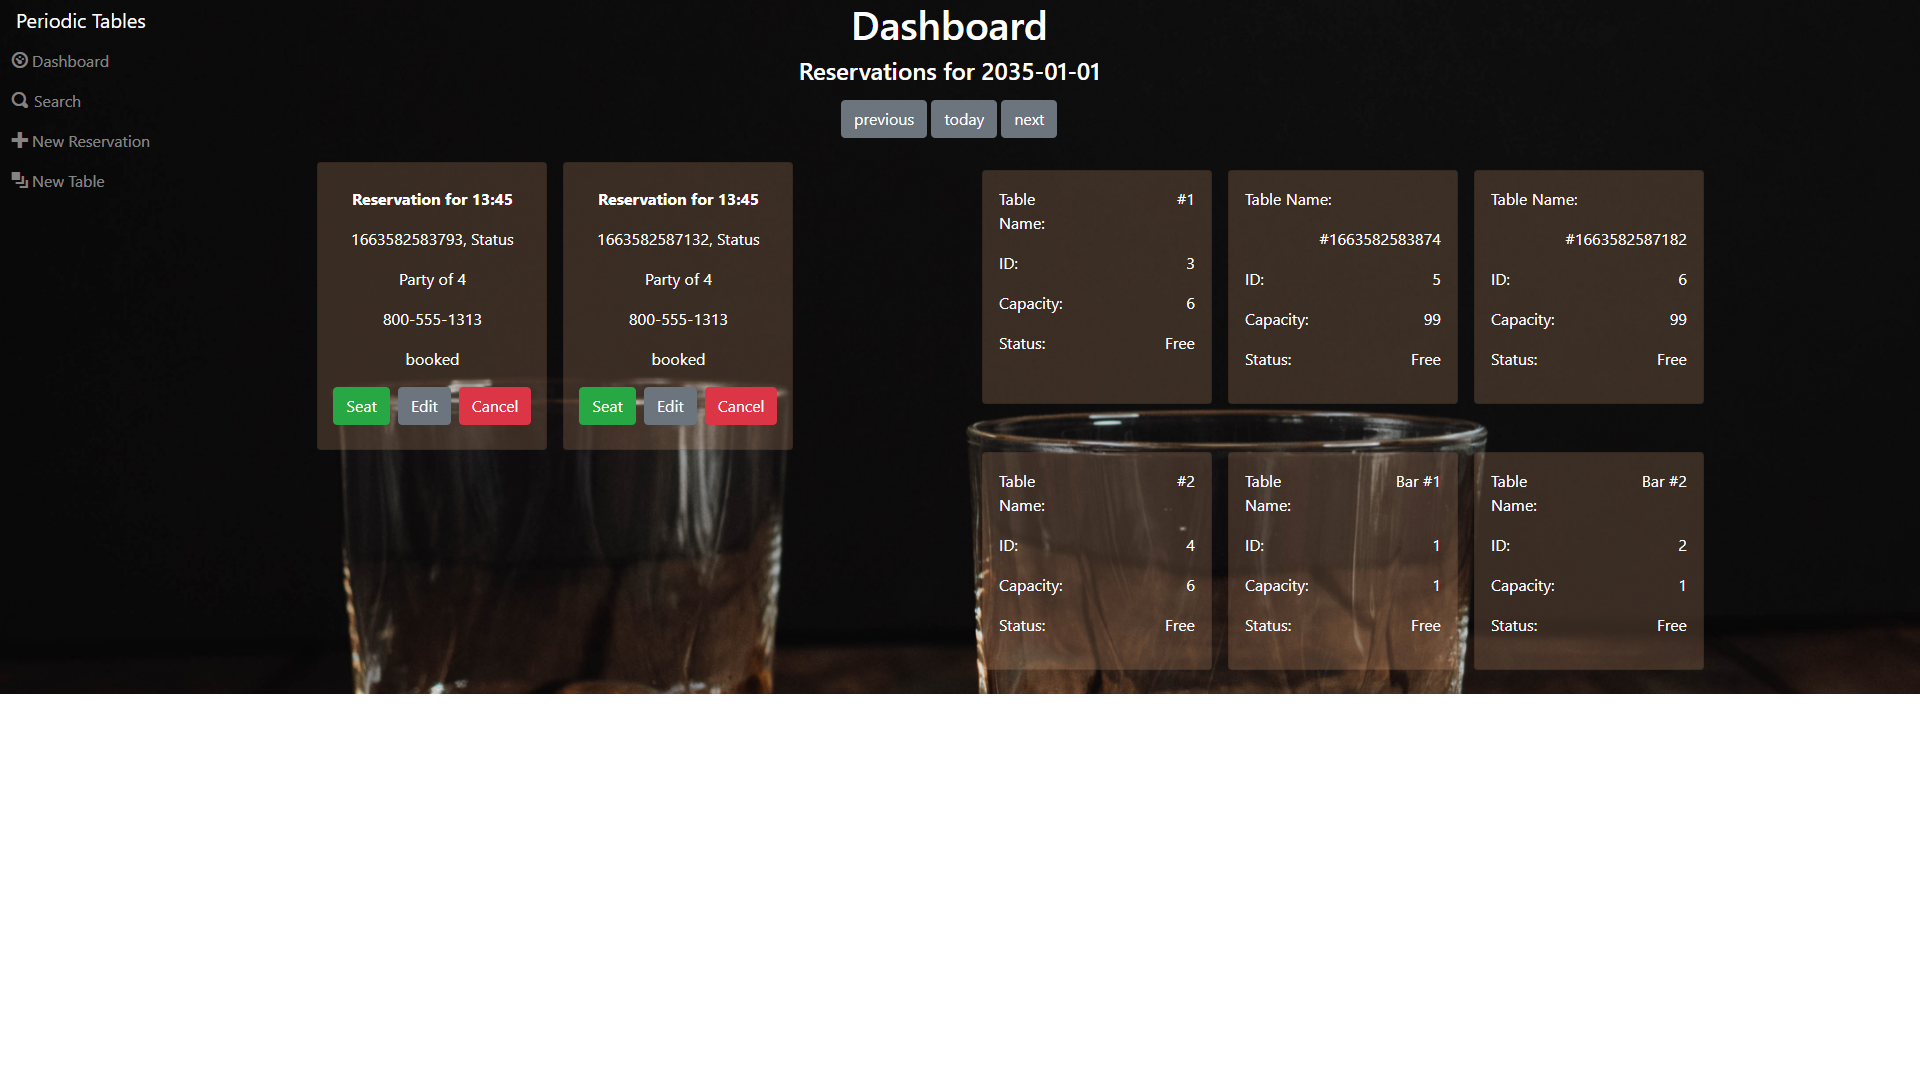 Periodic Tables
Dashboard
Search
New Reservation
New Table
Dashboard
Reservations for 2035-01-01
previous today next
Reservation for 13:45
1663582583793, Status
Party of 4
800-555-1313
booked
Seat Edit Cancel
Reservation for 13:45
1663582587132, Status
Party of 4
800-555-1313
booked
Seat Edit Cancel
Table Name: #1
ID: 3
Capacity: 6
Status: Free
Table Name:
#1663582583874
ID: 5
Capacity: 99
Status: Free
Table Name:
#1663582587182
ID: 6
Capacity: 99
Status: Free
Table Name: #2
ID: 4
Capacity: 6
Status: Free
Table Name: Bar #1
ID: 1
Capacity: 1
Status: Free
Table Name: Bar #2
ID: 2
Capacity: 1
Status: Free